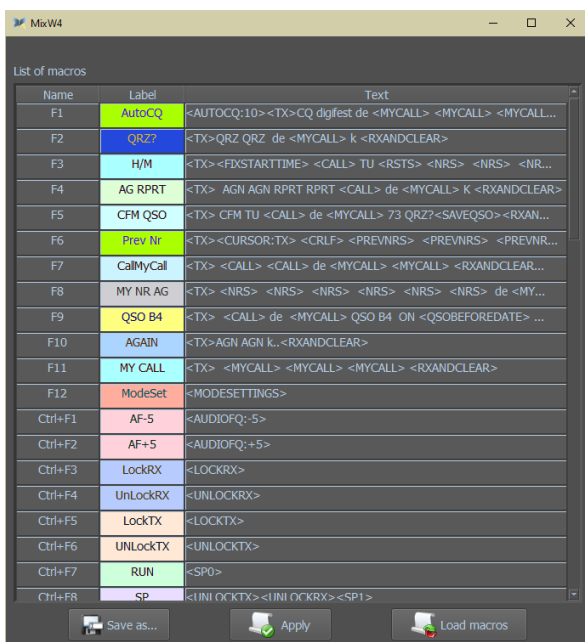 MixW4
List of macros
Name Label Text
F1 AutoCQ <AUTOCQ:10><TX>CQ digifest de <MYCALL> <MYCALL> <MYCALL...
F2 QRZ? <TX>QRZ QRZ de <MYCALL> k <RXANDCLEAR>
F3 H/M <TX><FIXSTARTTIME> <CALL> TU <RSTS> <NRS> <NRS> <NR...
F4 AG RPRT <TX> AGN AGN RPRT RPRT <CALL> de <MYCALL> K <RXANDCLEAR>
F5 CFM QSO <TX> CFM TU <CALL> de <MYCALL> 73 QRZ?<SAVEQSO><RXAN...
F6 Prev Nr <TX><CURSOR:TX> <CRLF> <PREVNRS> <PREVNRS> <PREVNR...
F7 CallMyCall <TX> <CALL> <CALL> de <MYCALL> <MYCALL> <RXANDCLEAR...
F8 MY NR AG <TX> <NRS> <NRS> <NRS> <NRS> <NRS> <NRS> de <MY...
F9 QSO B4 <TX> <CALL> de <MYCALL> QSO B4 ON <QSOBEFOREDATE> ...
F10 AGAIN <TX>AGN AGN k..<RXANDCLEAR>
F11 MY CALL <TX> <MYCALL> <MYCALL> <MYCALL> <RXANDCLEAR>
F12 ModeSet <MODESETTINGS>
Ctrl+F1 AF-5 <AUDIOFQ:-5>
Ctrl+F2 AF+5 <AUDIOFQ:+5>
Ctrl+F3 LockRX <LOCKRX>
Ctrl+F4 UnLockRX <UNLOCKRX>
Ctrl+F5 LockTX <LOCKTX>
Ctrl+F6 UNLockTX <UNLOCKTX>
Ctrl+F7 RUN <SP0>
Ctrl+F8 SP <UNLOCKTX><UNLOCKRX><SP1>
Save as... Apply Load macros